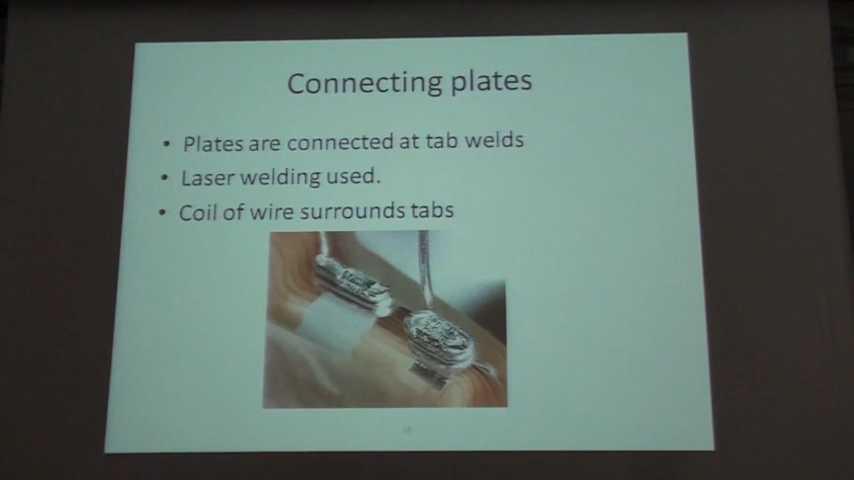 Connecting plates
• Plates are connected at tab welds
• Laser welding used.
• Coil of wire surrounds tabs